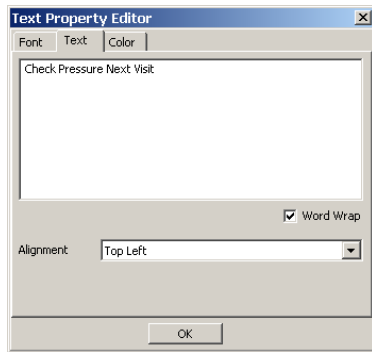 Text Property Editor
Font Text Color
Check Pressure Next Visit
Word Wrap
Alignment Top Left
OK